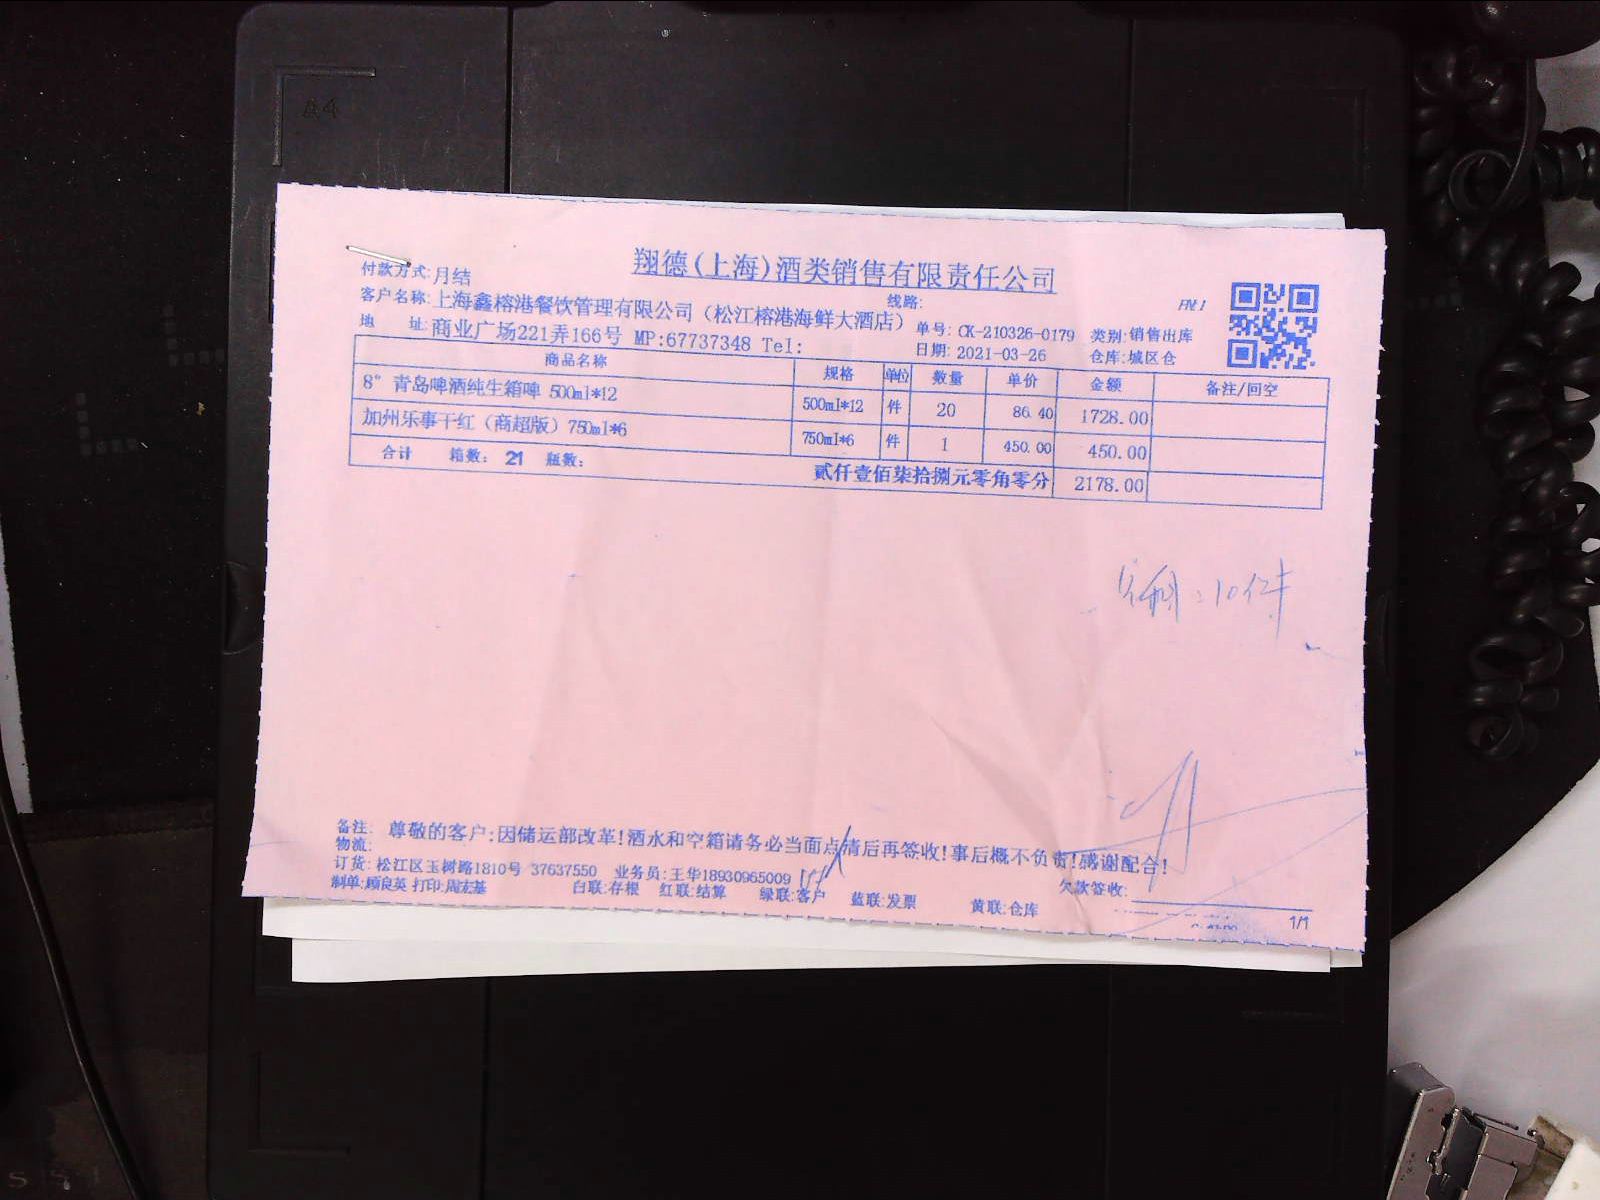 A4
翔德(上海)酒类销售有限责任公司
付款方式:月结
线路:
客户名称:上海鑫榕港餐饮管理有限公司（松江榕港海鲜大酒店）
单号: CK-210326-0179 类别:销售出库
地 址:商业广场221弄166号 MP:67737348 Tel:
日期: 2021-03-26 仓库:城区仓
商品名称 规格 单位 数量 单价 金额 备注/回空
8° 青岛啤酒纯生箱啤 500ml*12 500ml*12 件 20 86.40 1728.00
加州乐事干红（商超版）750ml*6 750ml*6 件 1 450.00 450.00
合计 箱数: 21 瓶数: 贰仟壹佰柒拾捌元零角零分 2178.00
:10件
备注: 尊敬的客户:因储运部改革!酒水和空箱请务必当面点清后再签收!事后概不负责!感谢配合!
物流:
订货: 松江区玉树路1810号 37637550 业务员:王华18930965009
欠款签收:
制单:顾良英 打印:周宏基 白联:存根 红联:结算 绿联:客户 蓝联:发票 黄联:仓库
1/1